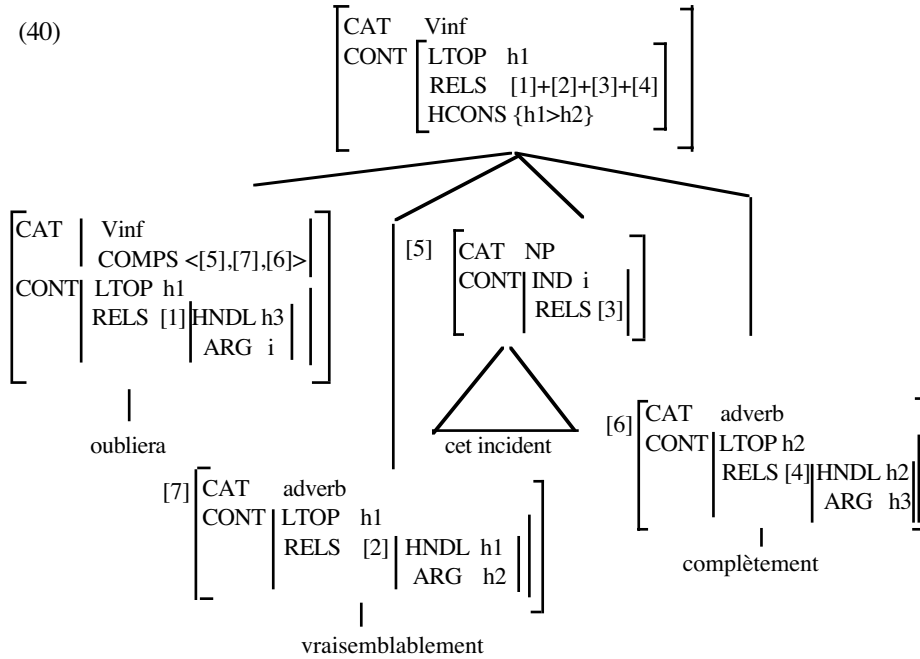 (40)
CAT Vinf
CONT LTOP h1
RELS [1]+[2]+[3]+[4]
HCONS {h1>h2}
CAT Vinf
COMPS <[5],[7],[6]>
CONT LTOP h1
RELS [1] HNDL h3
ARG i
oubliera
[5] CAT NP
CONT IND i
RELS [3]
cet incident
[6] CAT adverb
CONT LTOP h2
RELS [4] HNDL h2
ARG h3
complètement
[7] CAT adverb
CONT LTOP h1
RELS [2] HNDL h1
ARG h2
vraisemblablement